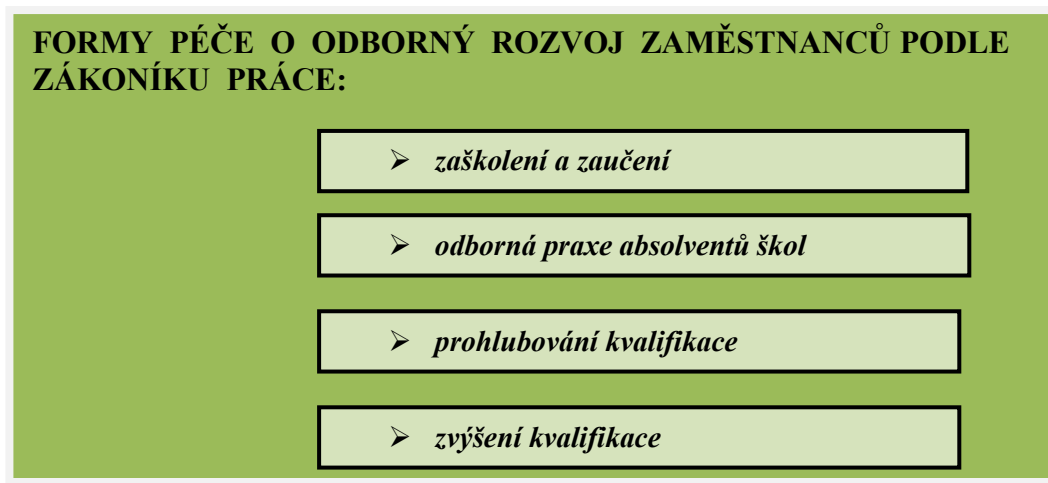 FORMY PÉČE O ODBORNÝ ROZVOJ ZAMĚSTNANCŮ PODLE
ZÁKONÍKU PRÁCE:
➢ zaškolení a zaučení
➢ odborná praxe absolventů škol
➢ prohlubování kvalifikace
➢ zvýšení kvalifikace